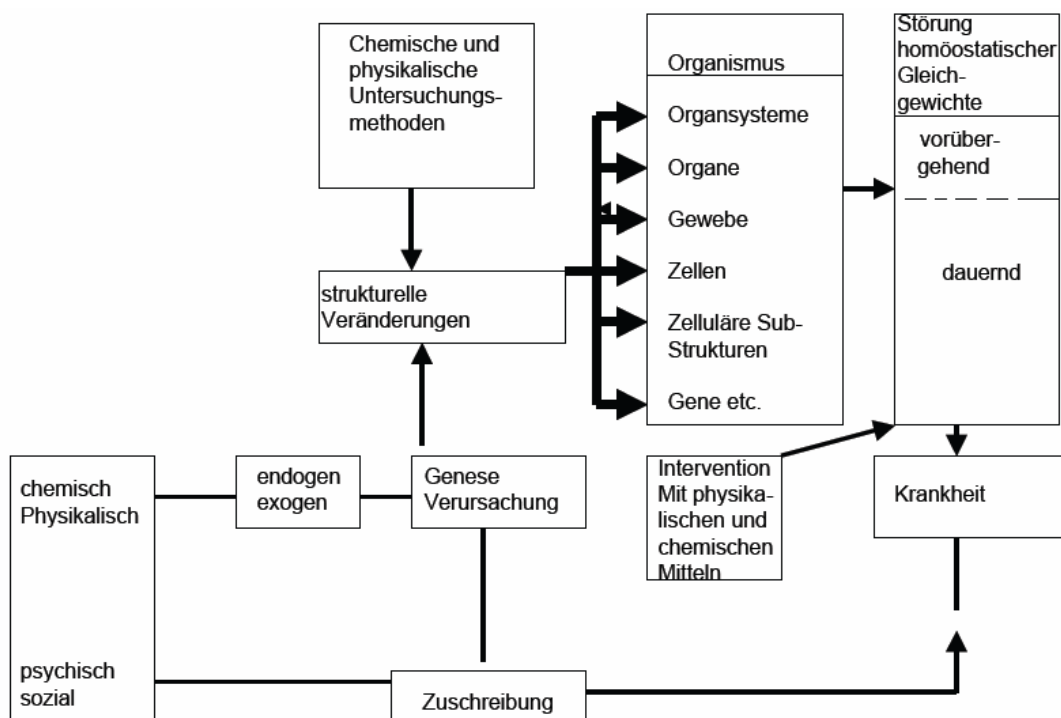 Chemische und
physikalische
Untersuchungs-
methoden
Organismus
Organsysteme
Organe
Gewebe
Zellen
Zelluläre Sub-
Strukturen
Gene etc.
Störung
homöostatischer
Gleich-
gewichte
vorüber-
gehend
dauernd
strukturelle
Veränderungen
chemisch
Physikalisch
psychisch
sozial
endogen
exogen
Genese
Verursachung
Intervention
Mit physika-
lischen und
chemischen
Mitteln
Krankheit
Zuschreibung